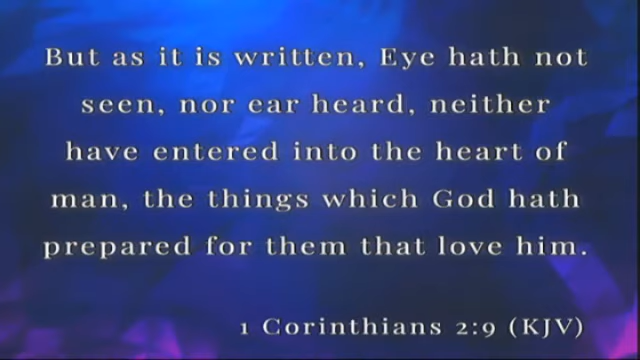 But as it is written, Eye hath not
seen, nor ear heard, neither
have entered into the heart of
man, the things which God hath
prepared for them that love him.
1 Corinthians 2:9 (KJV)